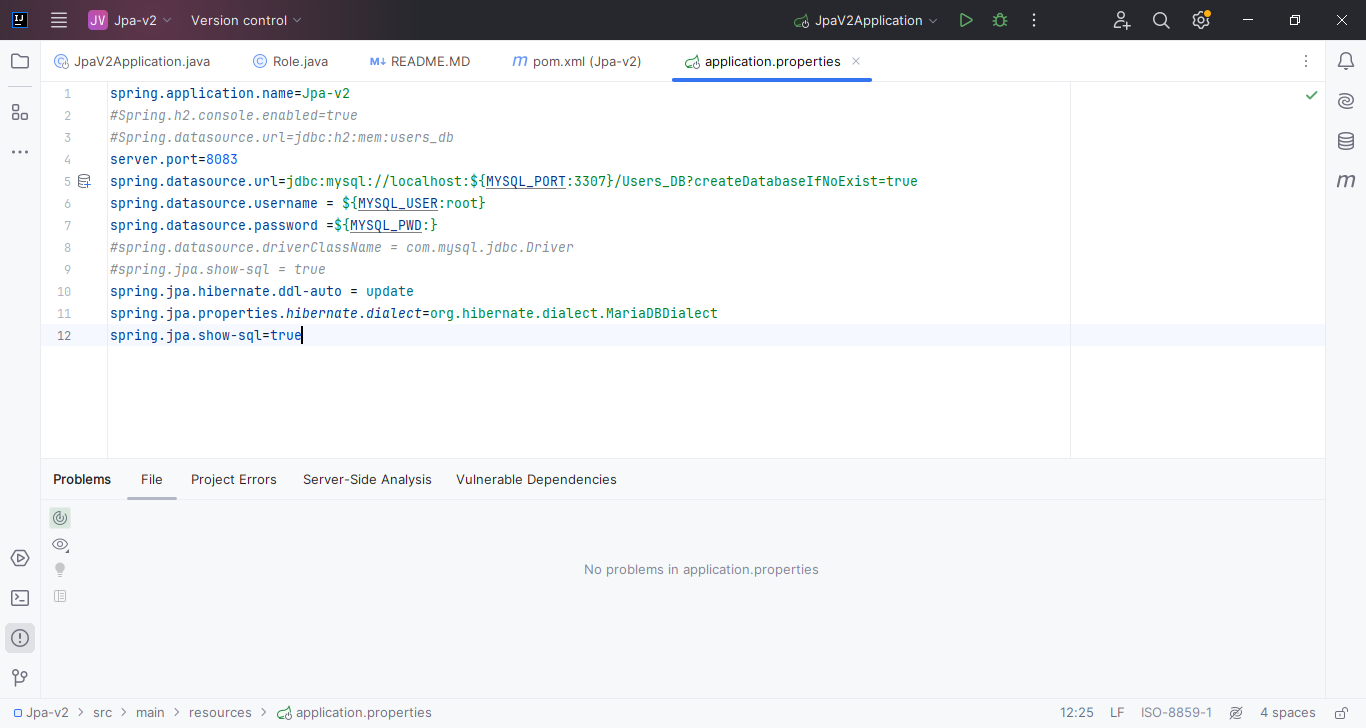 JV Jpa-v2 Version control JpaV2Application
JpaV2Application.java Role.java M↓ README.MD m pom.xml (Jpa-v2) application.properties
1 spring.application.name=Jpa-v2
2 #Spring.h2.console.enabled=true
3 #Spring.datasource.url=jdbc:h2:mem:users_db
4 server.port=8083
5 spring.datasource.url=jdbc:mysql://localhost:${MYSQL_PORT:3307}/Users_DB?createDatabaseIfNoExist=true
6 spring.datasource.username = ${MYSQL_USER:root}
7 spring.datasource.password =${MYSQL_PWD:}
8 #spring.datasource.driverClassName = com.mysql.jdbc.Driver
9 #spring.jpa.show-sql = true
10 spring.jpa.hibernate.ddl-auto = update
11 spring.jpa.properties.hibernate.dialect=org.hibernate.dialect.MariaDBDialect
12 spring.jpa.show-sql=true
Problems File Project Errors Server-Side Analysis Vulnerable Dependencies
No problems in application.properties
Jpa-v2 > src > main > resources > application.properties 12:25 LF ISO-8859-1 4 spaces